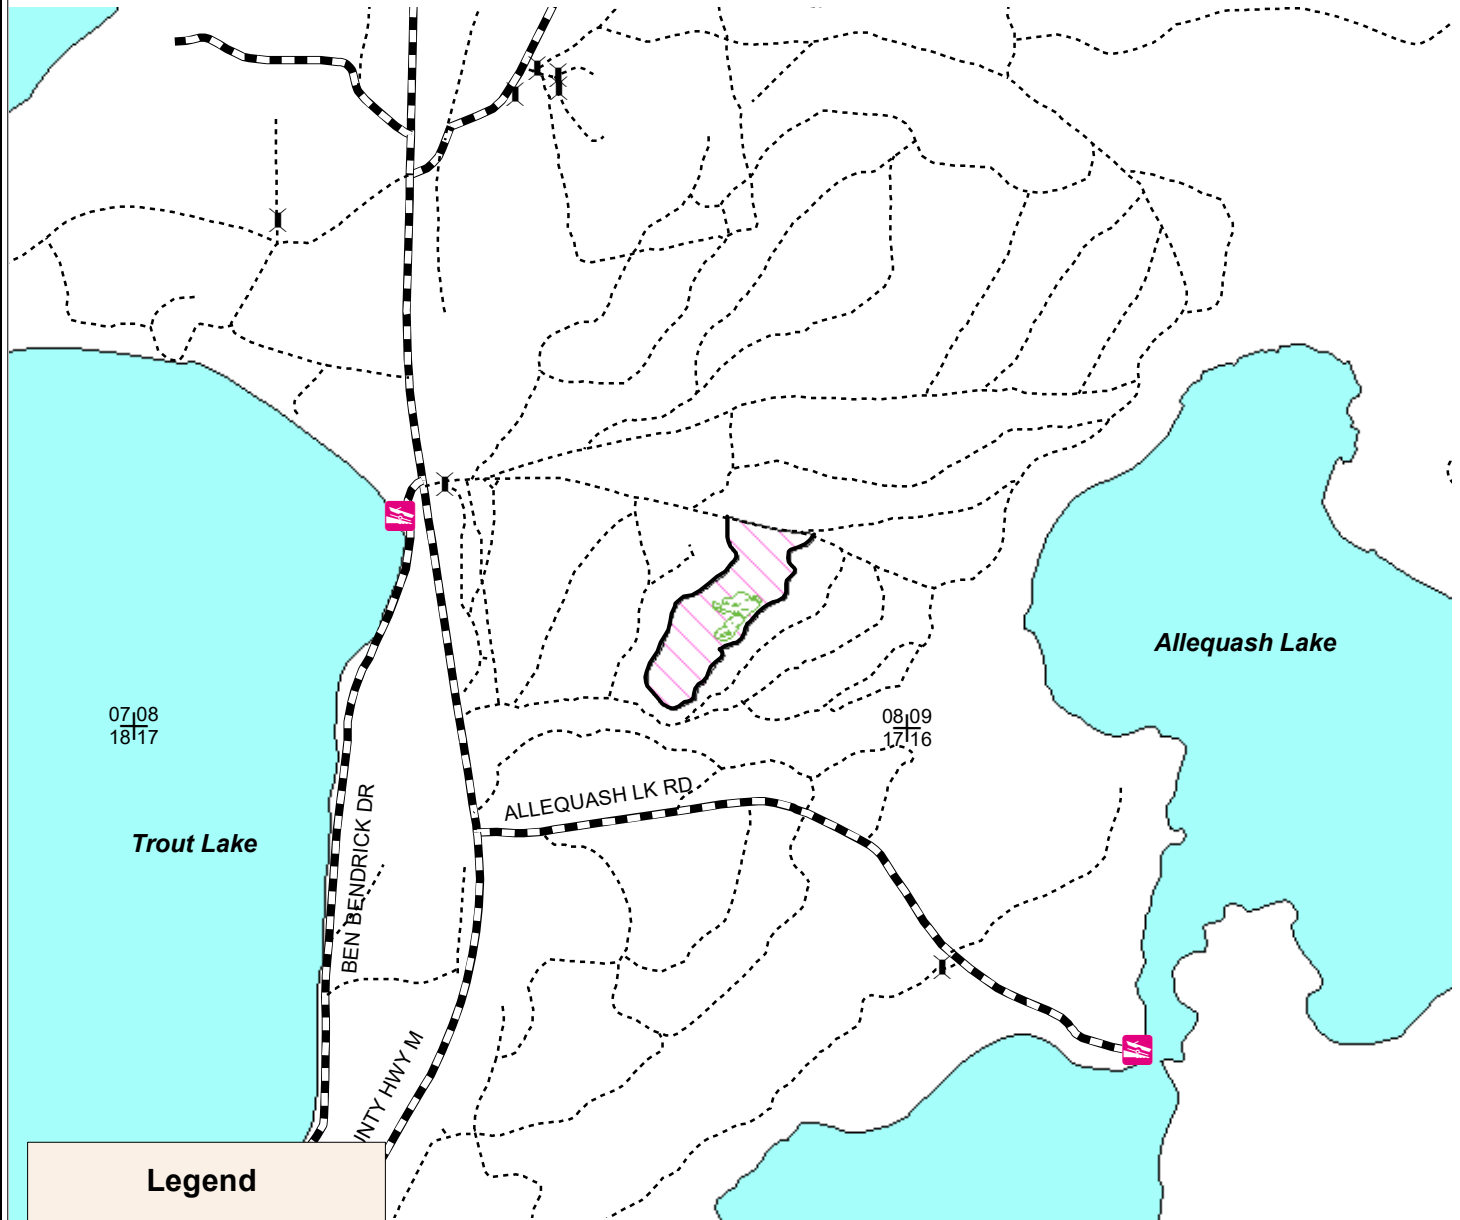 Allequash Lake
07 08
18 17
08 09
17 16
ALLEQUASH LK RD
Trout Lake
BEN BENDRICK DR
NTY HWY M
Legend